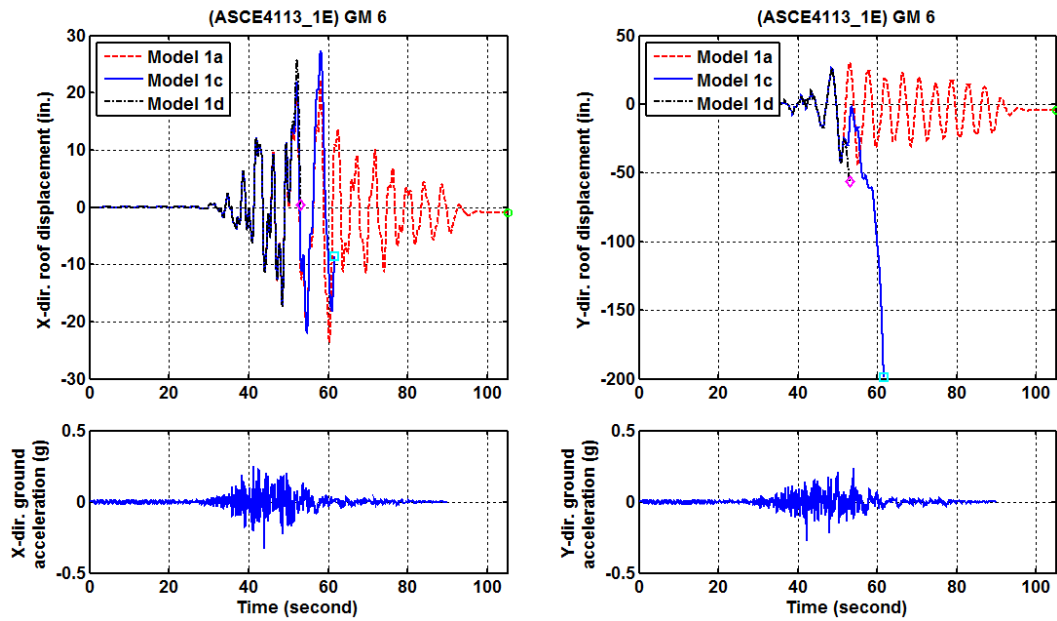 (ASCE4113_1E) GM 6
X-dir. roof displacement (in.)
30
20
10
0
-10
-20
-30
Model 1a
Model 1c
Model 1d
0 20 40 60 80 100
X-dir. ground
acceleration (g)
0.5
0
-0.5
0 20 40 60 80 100
Time (second)
(ASCE4113_1E) GM 6
Y-dir. roof displacement (in.)
50
0
-50
-100
-150
-200
Model 1a
Model 1c
Model 1d
0 20 40 60 80 100
Y-dir. ground
acceleration (g)
0.5
0
-0.5
0 20 40 60 80 100
Time (second)